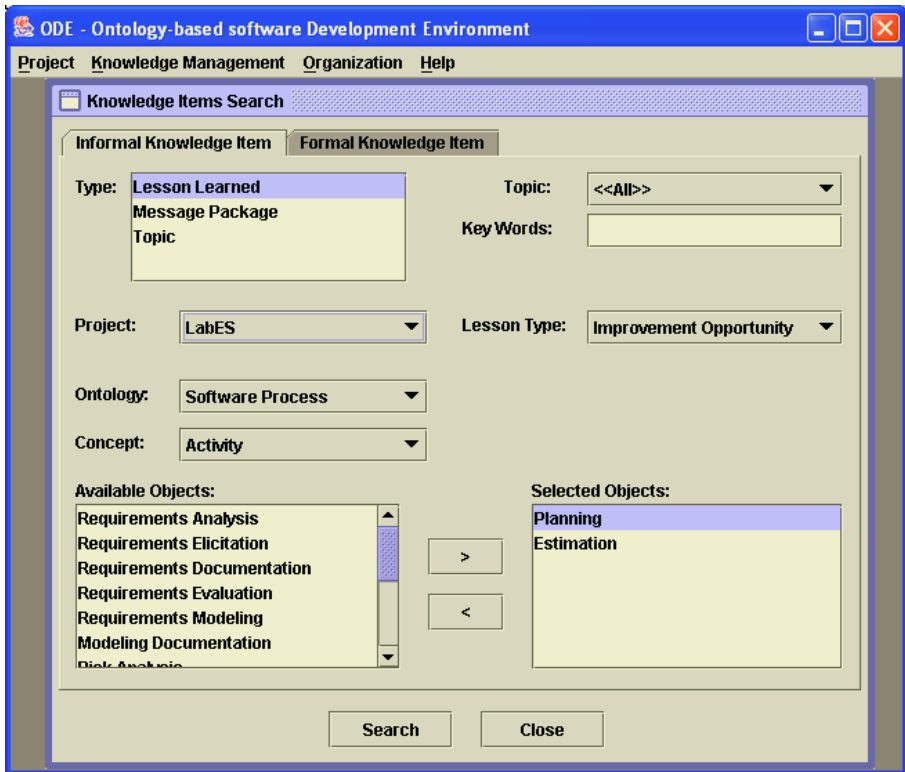 ODE - Ontology-based software Development Environment
Project Knowledge Management Organization Help
Knowledge Items Search
Informal Knowledge Item Formal Knowledge Item
Type: Lesson Learned Topic: <<All>>
Message Package
Key Words:
Topic
Project: LabES Lesson Type: Improvement Opportunity
Ontology: Software Process
Concept: Activity
Available Objects: Selected Objects:
Requirements Analysis Planning
Requirements Elicitation Estimation
Requirements Documentation >
Requirements Evaluation
Requirements Modeling <
Modeling Documentation
Risk Analysis
Search Close